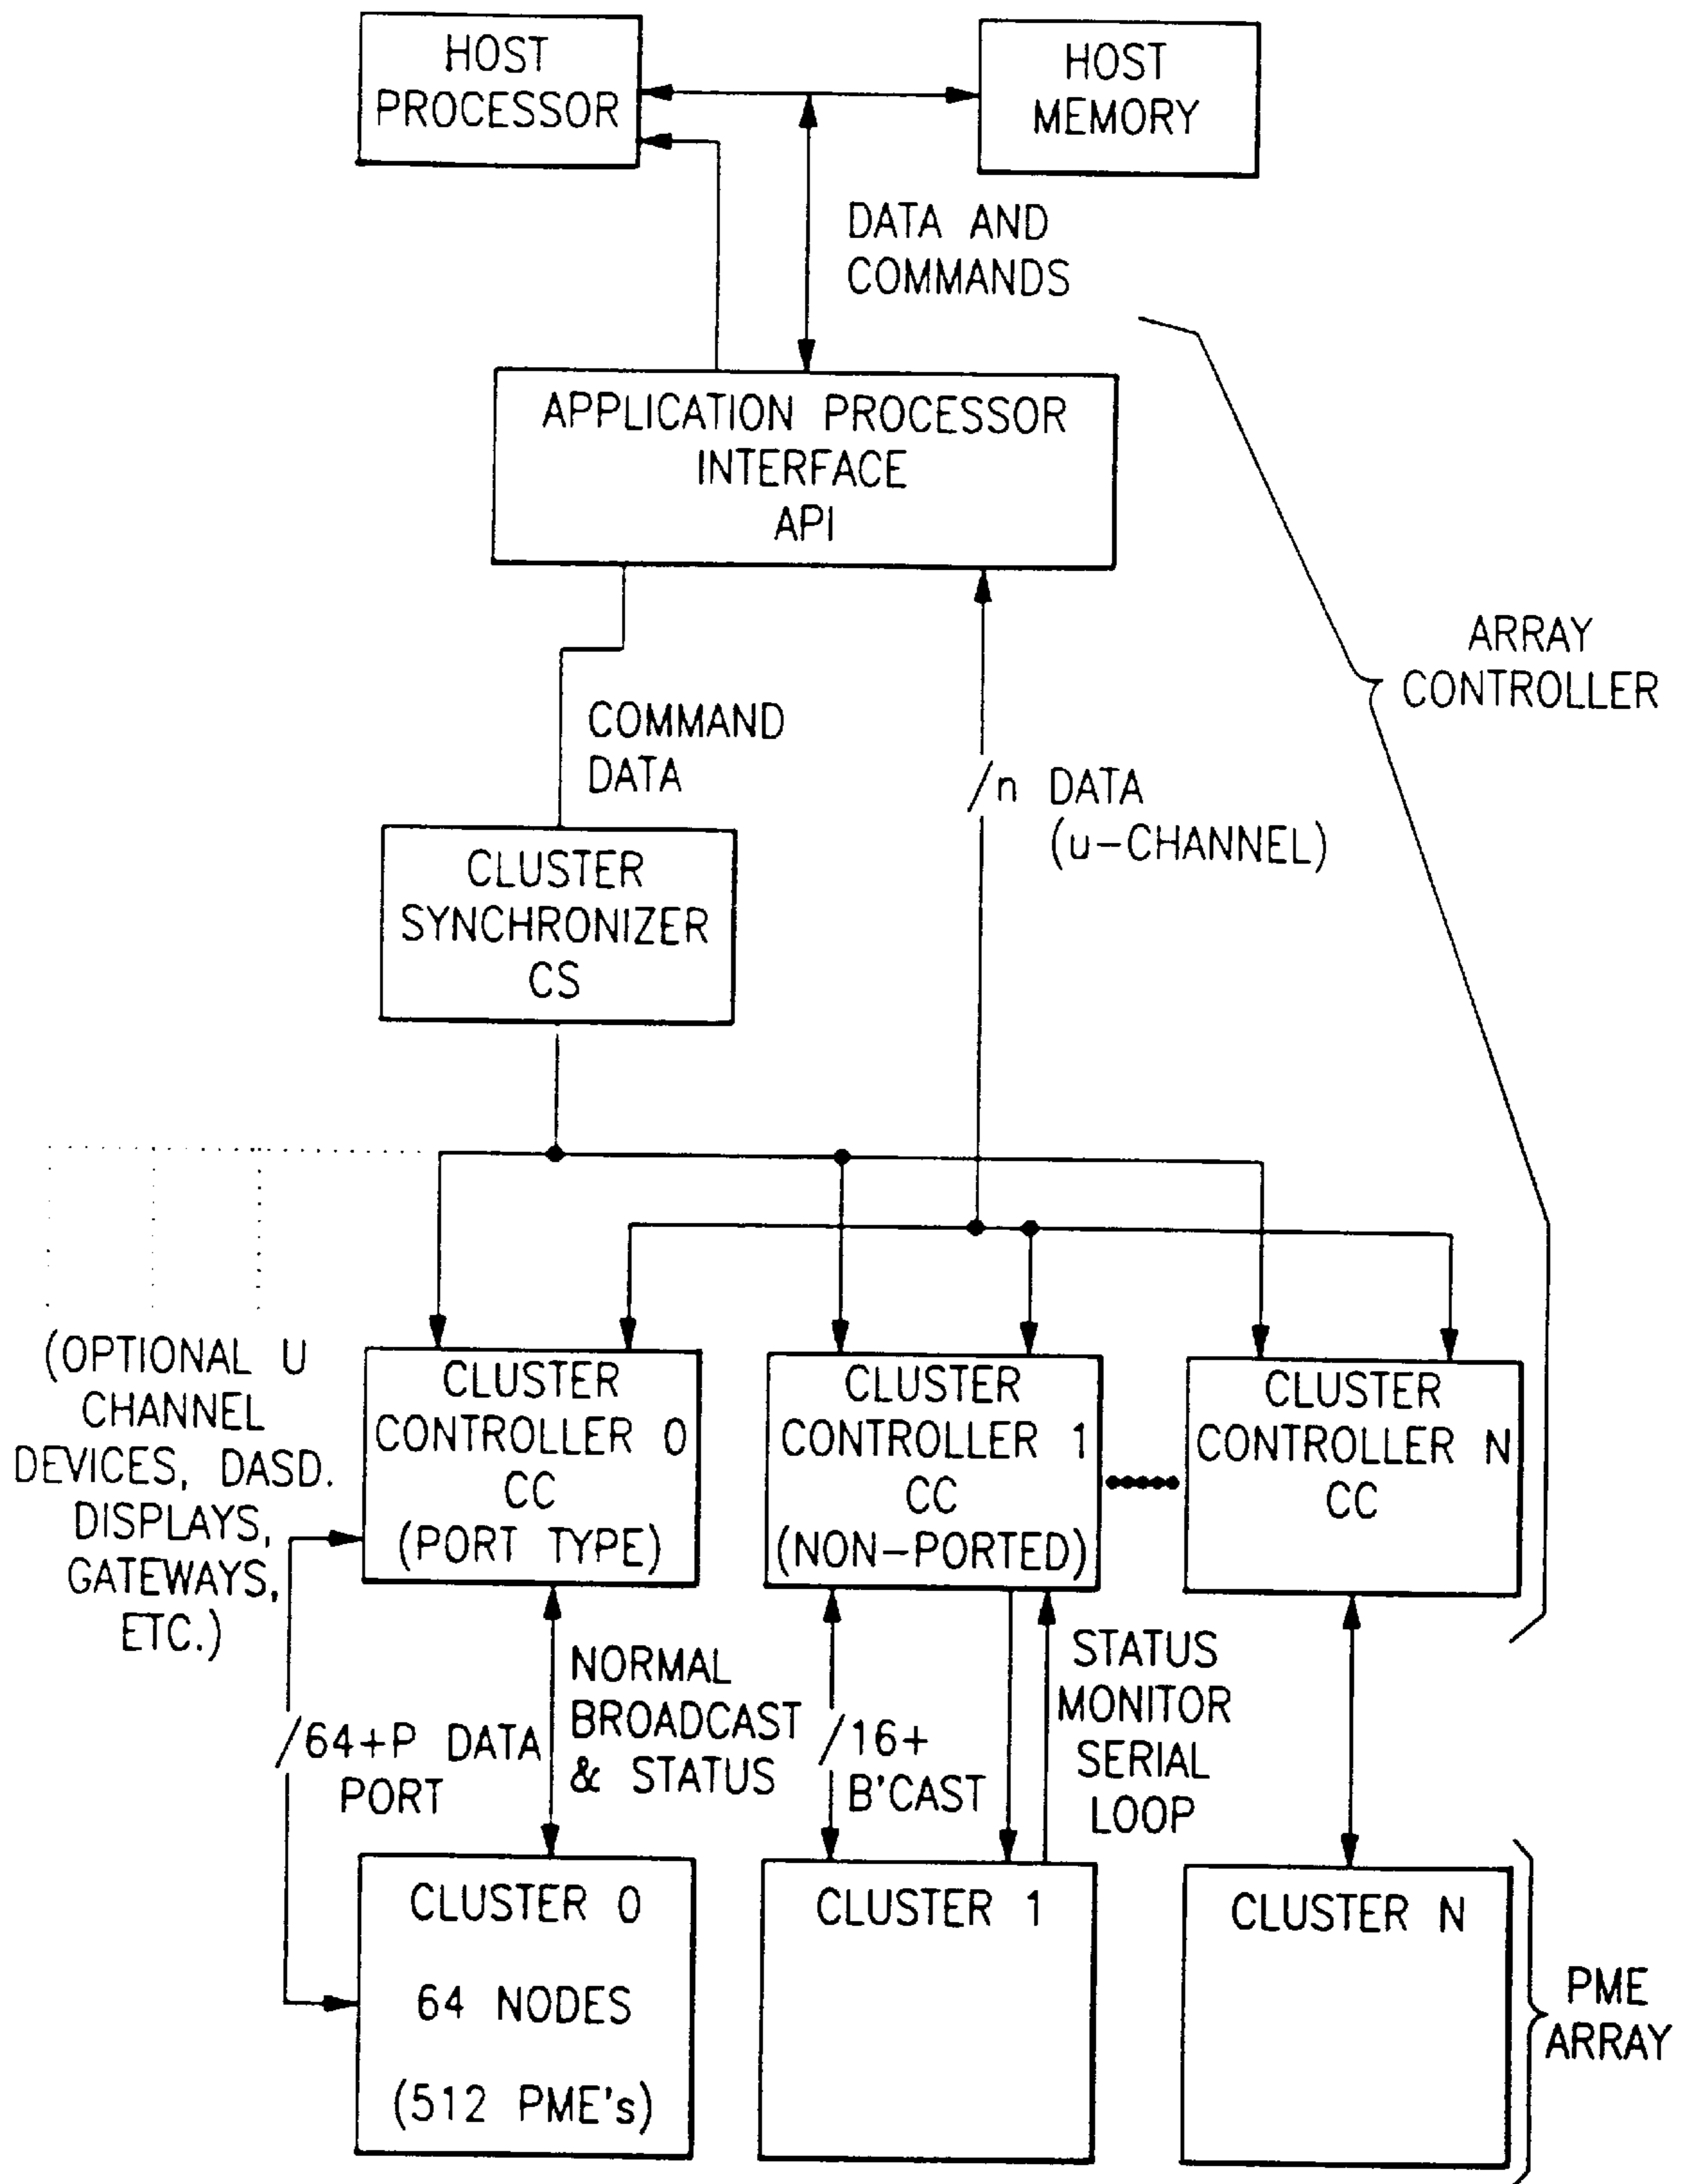 HOST
PROCESSOR
HOST
MEMORY
DATA AND
COMMANDS
APPLICATION PROCESSOR
INTERFACE
API
ARRAY
CONTROLLER
COMMAND
DATA
/n DATA
(u-CHANNEL)
CLUSTER
SYNCHRONIZER
CS
(OPTIONAL U
CHANNEL
DEVICES, DASD.
DISPLAYS,
GATEWAYS,
ETC.)
CLUSTER
CONTROLLER 0
CC
(PORT TYPE)
CLUSTER
CONTROLLER 1
CC
(NON-PORTED)
CLUSTER
CONTROLLER N
CC
/64+P DATA
PORT
NORMAL
BROADCAST
& STATUS
/16+
B'CAST
STATUS
MONITOR
SERIAL
LOOP
CLUSTER 0
64 NODES
(512 PME's)
CLUSTER 1
CLUSTER N
PME
ARRAY